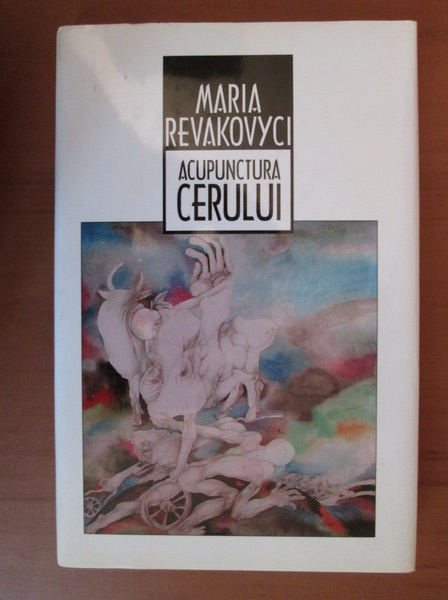 MARIA
REVAKOVYCI
ACUPUNCTURA
CERULUI